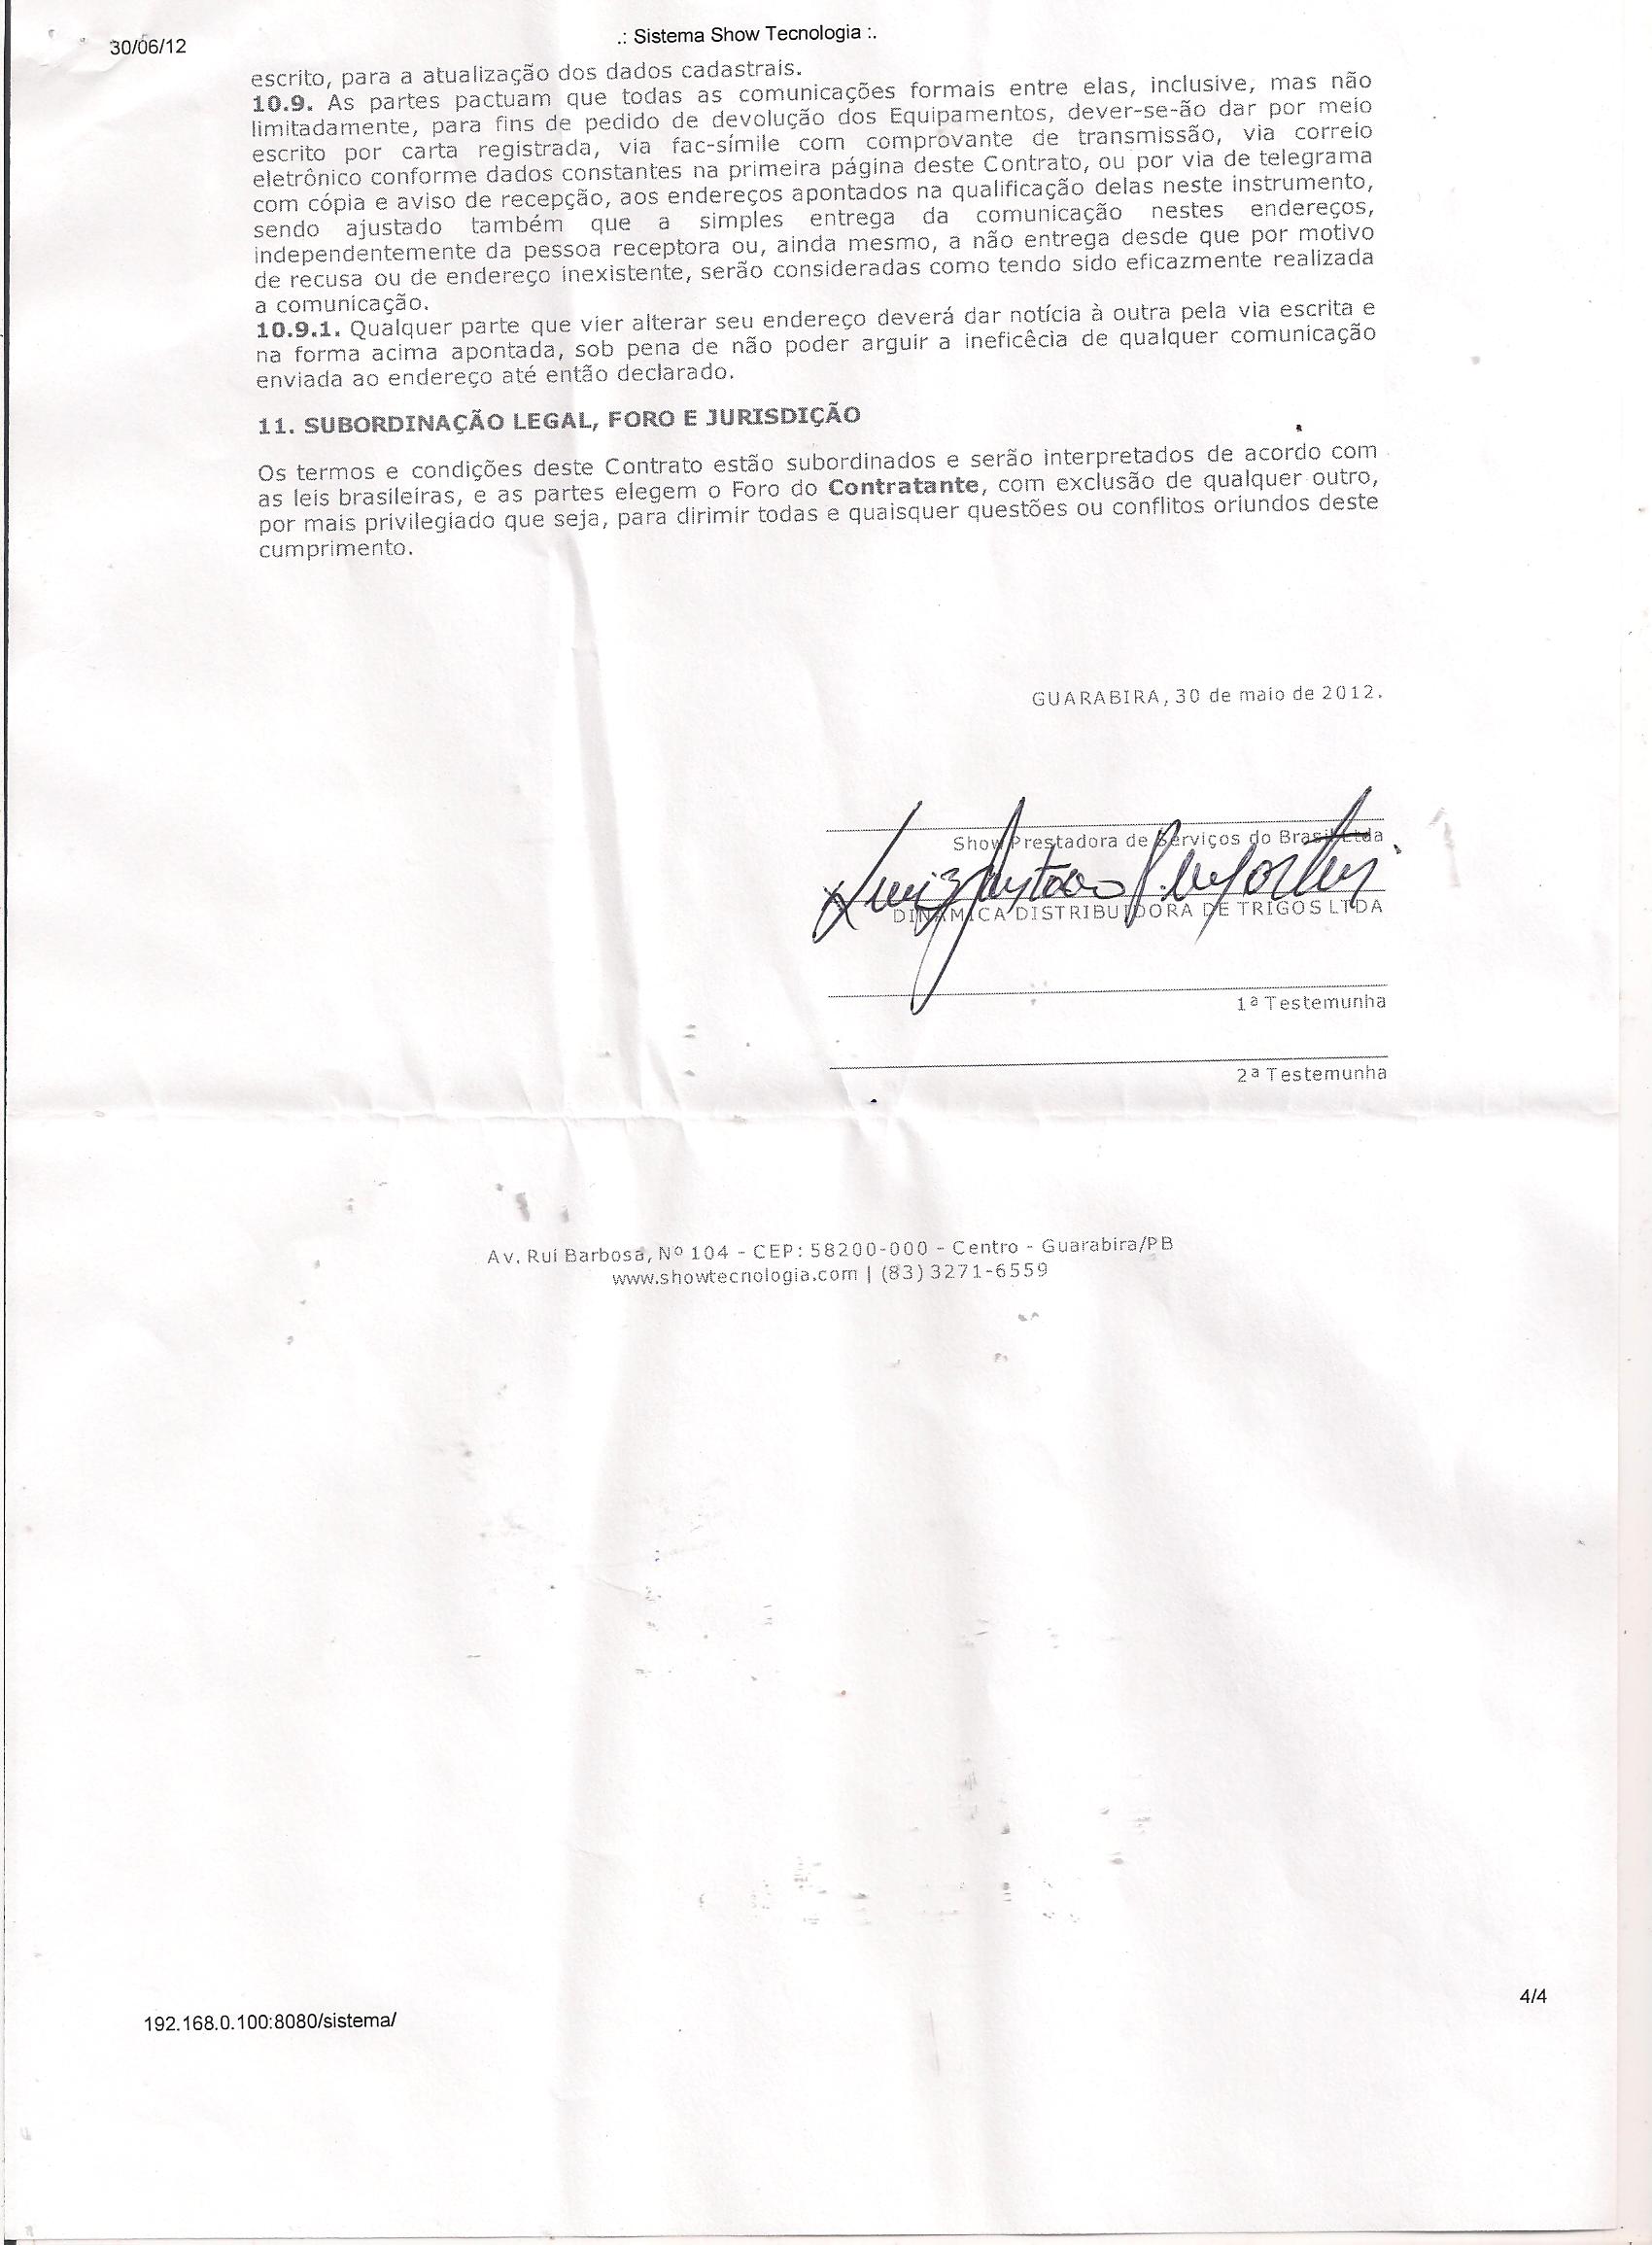 30/06/12
.: Sistema Show Tecnologia :.
escrito, para a atualização dos dados cadastrais.
10.9. As partes pactuam que todas as comunicações formais entre elas, inclusive, mas não
limitadamente, para fins de pedido de devolução dos Equipamentos, dever-se-ão dar por meio
escrito por carta registrada, via fac-símile com comprovante de transmissão, via correio
eletrônico conforme dados constantes na primeira página deste Contrato, ou por via de telegrama
com cópia e aviso de recepção, aos endereços apontados na qualificação delas neste instrumento,
sendo ajustado também que a simples entrega da comunicação nestes endereços,
independentemente da pessoa receptora ou, ainda mesmo, a não entrega desde que por motivo
de recusa ou de endereço inexistente, serão consideradas como tendo sido eficazmente realizada
a comunicação.
10.9.1. Qualquer parte que vier alterar seu endereço deverá dar notícia à outra pela via escrita e
na forma acima apontada, sob pena de não poder arguir a ineficêcia de qualquer comunicação
enviada ao endereço até então declarado.
11. SUBORDINAÇÃO LEGAL, FORO E JURISDIÇÃO
Os termos e condições deste Contrato estão subordinados e serão interpretados de acordo com
as leis brasileiras, e as partes elegem o Foro do Contratante, com exclusão de qualquer outro,
por mais privilegiado que seja, para dirimir todas e quaisquer questões ou conflitos oriundos deste
cumprimento.
GUARABIRA, 30 de maio de 2012.
Show Prestadora de Serviços do Brasil Ltda
DINAMICA DISTRIBUIDORA DE TRIGOS LTDA
1ª Testemunha
2ª Testemunha
Av. Rui Barbosa, Nº 104 - CEP: 58200-000 - Centro - Guarabira/PB
www.showtecnologia.com | (83) 3271-6559
4/4
192.168.0.100:8080/sistema/